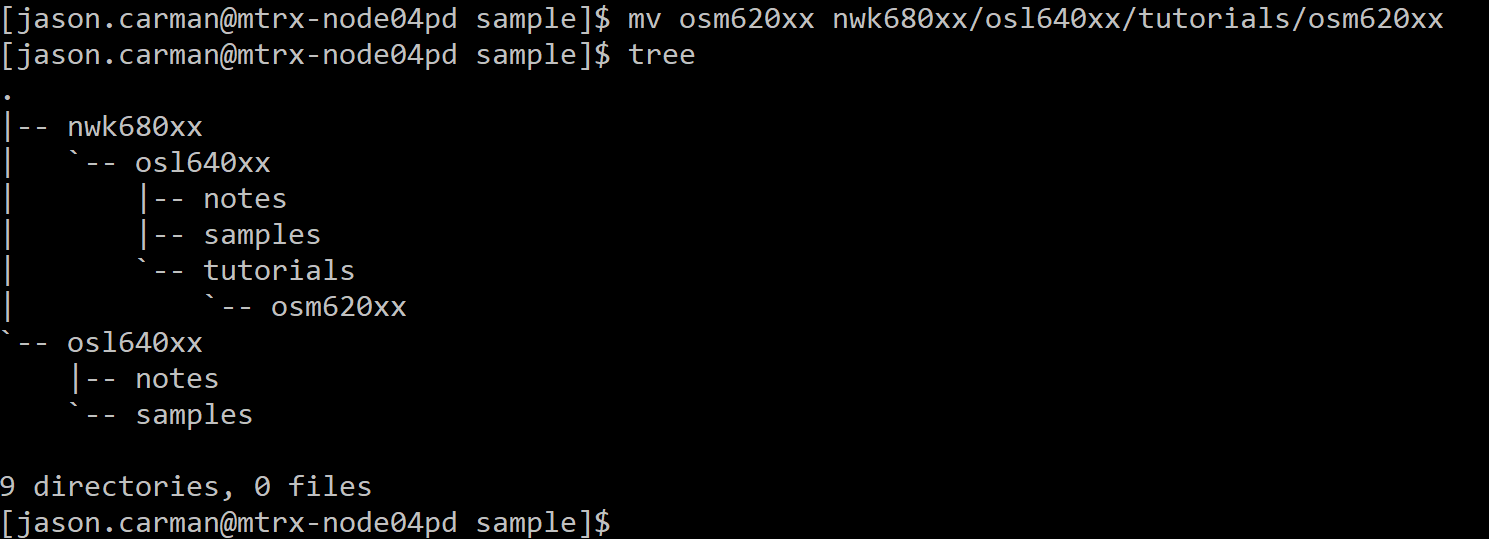 [jason.carman@mtrx-node04pd sample]$ mv osm620xx nwk680xx/osl640xx/tutorials/osm620xx
[jason.carman@mtrx-node04pd sample]$ tree
.
|-- nwk680xx
|   `-- osl640xx
|       |-- notes
|       |-- samples
|       `-- tutorials
|           `-- osm620xx
`-- osl640xx
    |-- notes
    `-- samples

9 directories, 0 files
[jason.carman@mtrx-node04pd sample]$